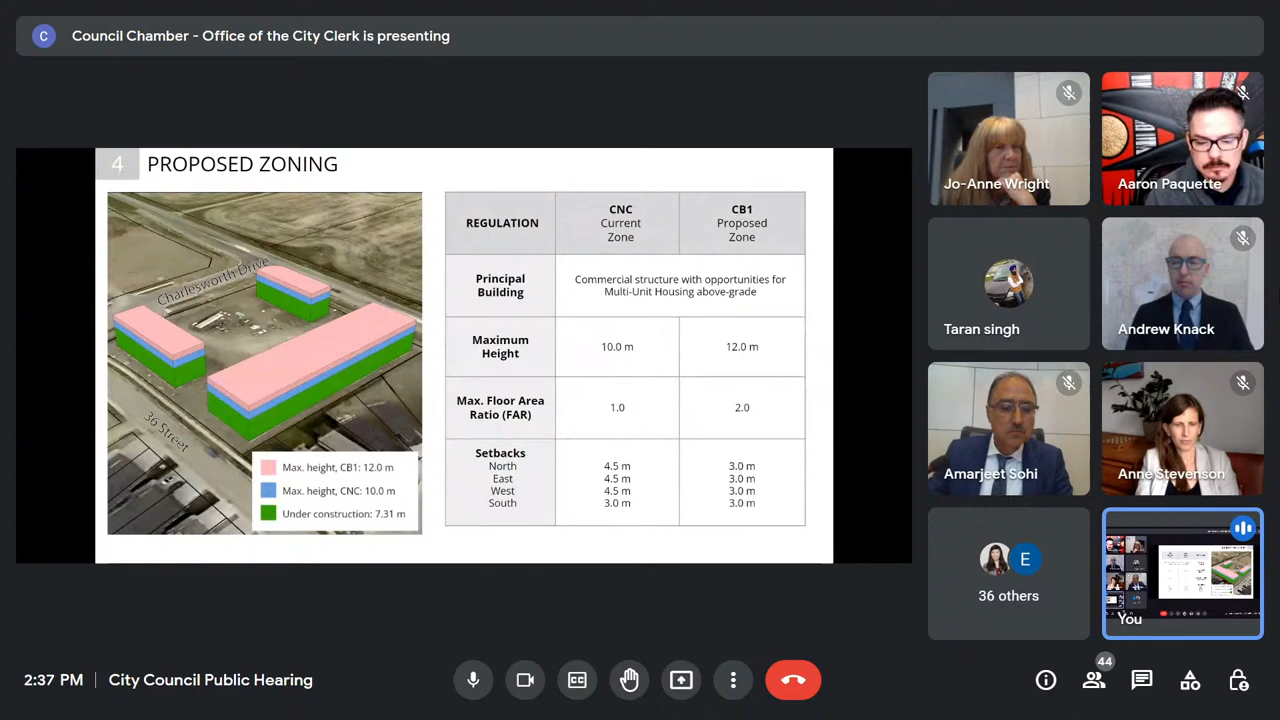 C
Council Chamber - Office of the City Clerk is presenting
4 PROPOSED ZONING
Charlesworth Drive
36 Street
Max. height, CB1: 12.0 m
Max. height, CNC: 10.0 m
Under construction: 7.31 m
REGULATION
CNC
Current
Zone
CB1
Proposed
Zone
Principal
Building
Commercial structure with opportunities for
Multi-Unit Housing above-grade
Maximum
Height
10.0 m
12.0 m
Max. Floor Area
Ratio (FAR)
1.0
2.0
Setbacks
North 4.5 m 3.0 m
East 4.5 m 3.0 m
West 4.5 m 3.0 m
South 3.0 m 3.0 m
Jo-Anne Wright
Aaron Paquette
Taran singh
Andrew Knack
Amarjeet Sohi
Anne Stevenson
E
36 others
You
2:37 PM | City Council Public Hearing
44